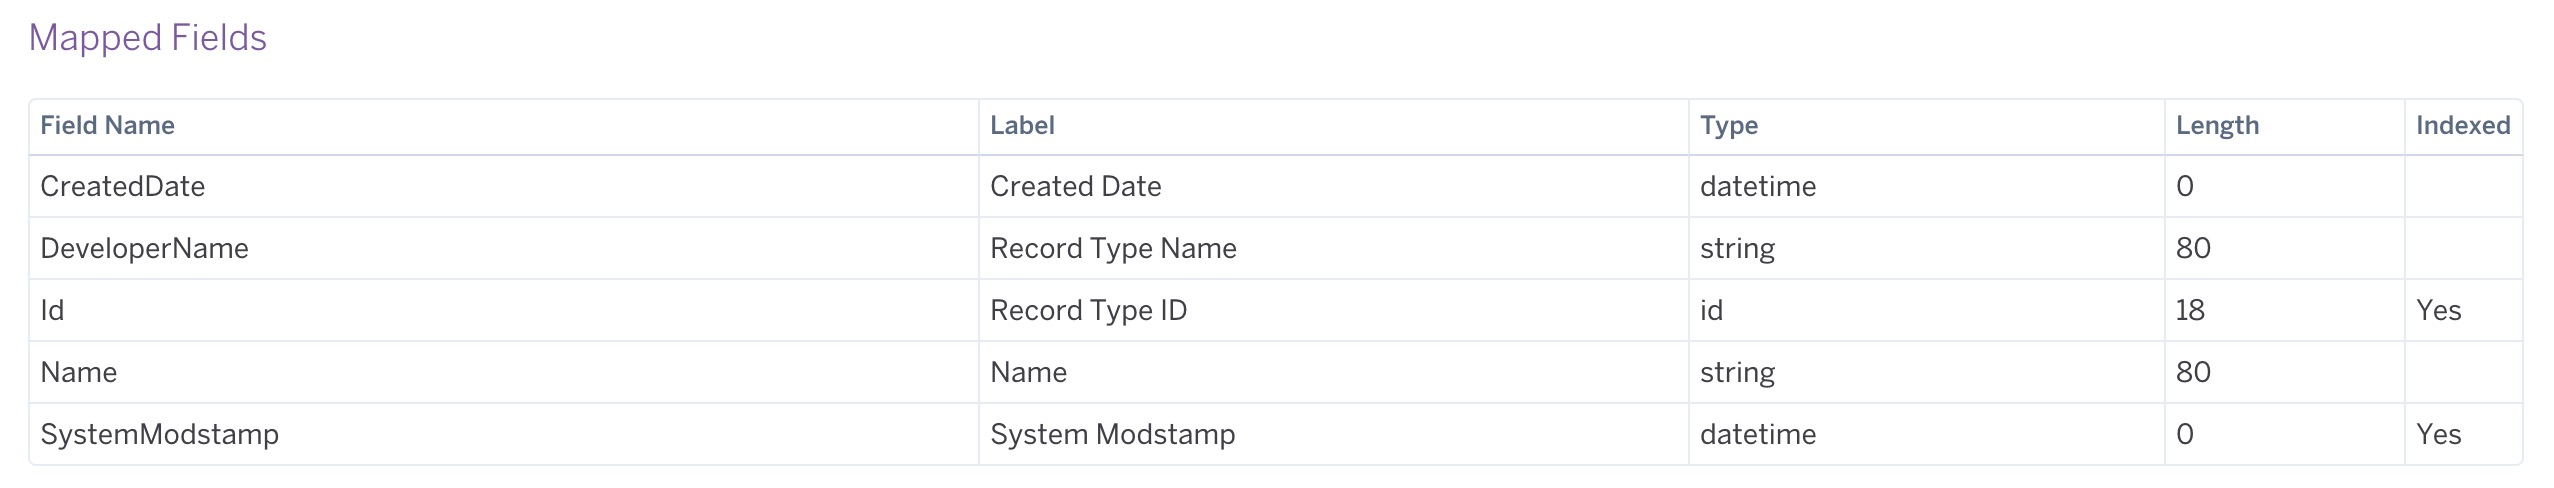 Mapped Fields
Field Name Label Type Length Indexed
CreatedDate Created Date datetime 0
DeveloperName Record Type Name string 80
Id Record Type ID id 18 Yes
Name Name string 80
SystemModstamp System Modstamp datetime 0 Yes